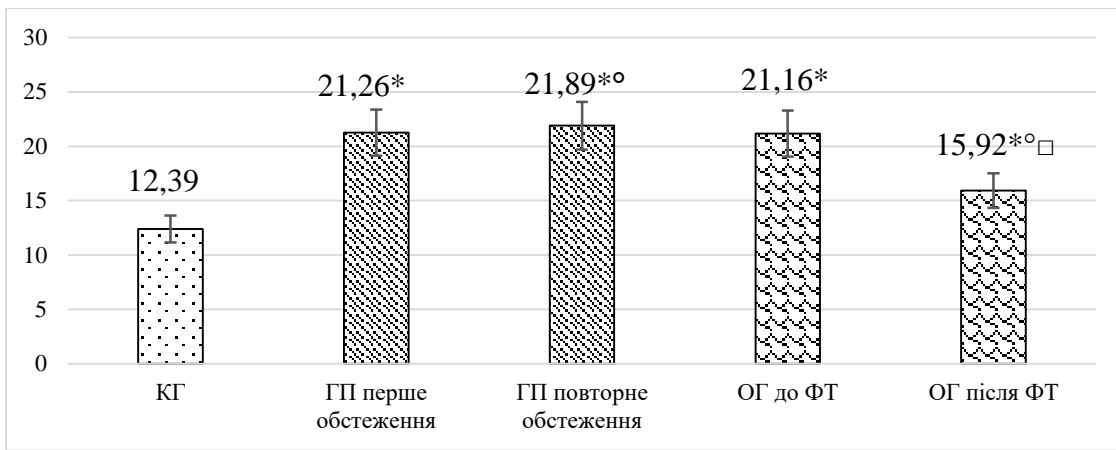 30
25
20
15
10
5
0
12,39
21,26*
21,89*°
21,16*
15,92*°□
КГ
ГП перше
обстеження
ГП повторне
обстеження
ОГ до ФТ
ОГ після ФТ